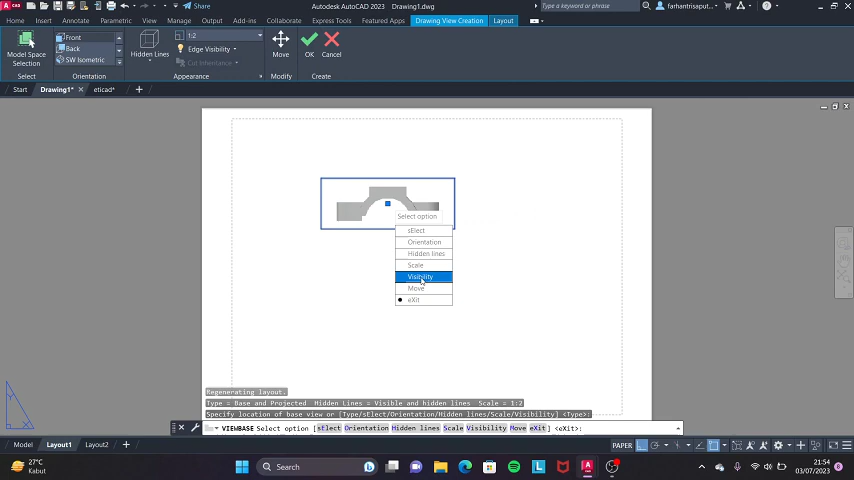 Autodesk AutoCAD 2023 Drawing1.dwg
Share
Type a keyword or phrase
farhantrisaput...
Home Insert Annotate Parametric View Manage Output Add-ins Collaborate Express Tools Featured Apps Drawing View Creation Layout
Model Space
Selection
Select
Front
Back
SW Isometric
Orientation
Hidden Lines
1:2
Edge Visibility
Cut Inheritance
Appearance
Move
Modify
OK
Cancel
Create
Start Drawing1* eticad*
Select option
sElect
Orientation
Hidden lines
Scale
Visibility
Move
eXit
Regenerating layout.
Type = Base and Projected Hidden Lines = Visible and hidden lines Scale = 1:2
Specify location of base view or [Type/sElect/Orientation/Hidden lines/Scale/Visibility] <Type>:
VIEWBASE Select option [sElect Orientation Hidden lines Scale Visibility Move eXit] <eXit>:
Model Layout1 Layout2
PAPER
27°C
Kabut
Search
21:54
03/07/2023